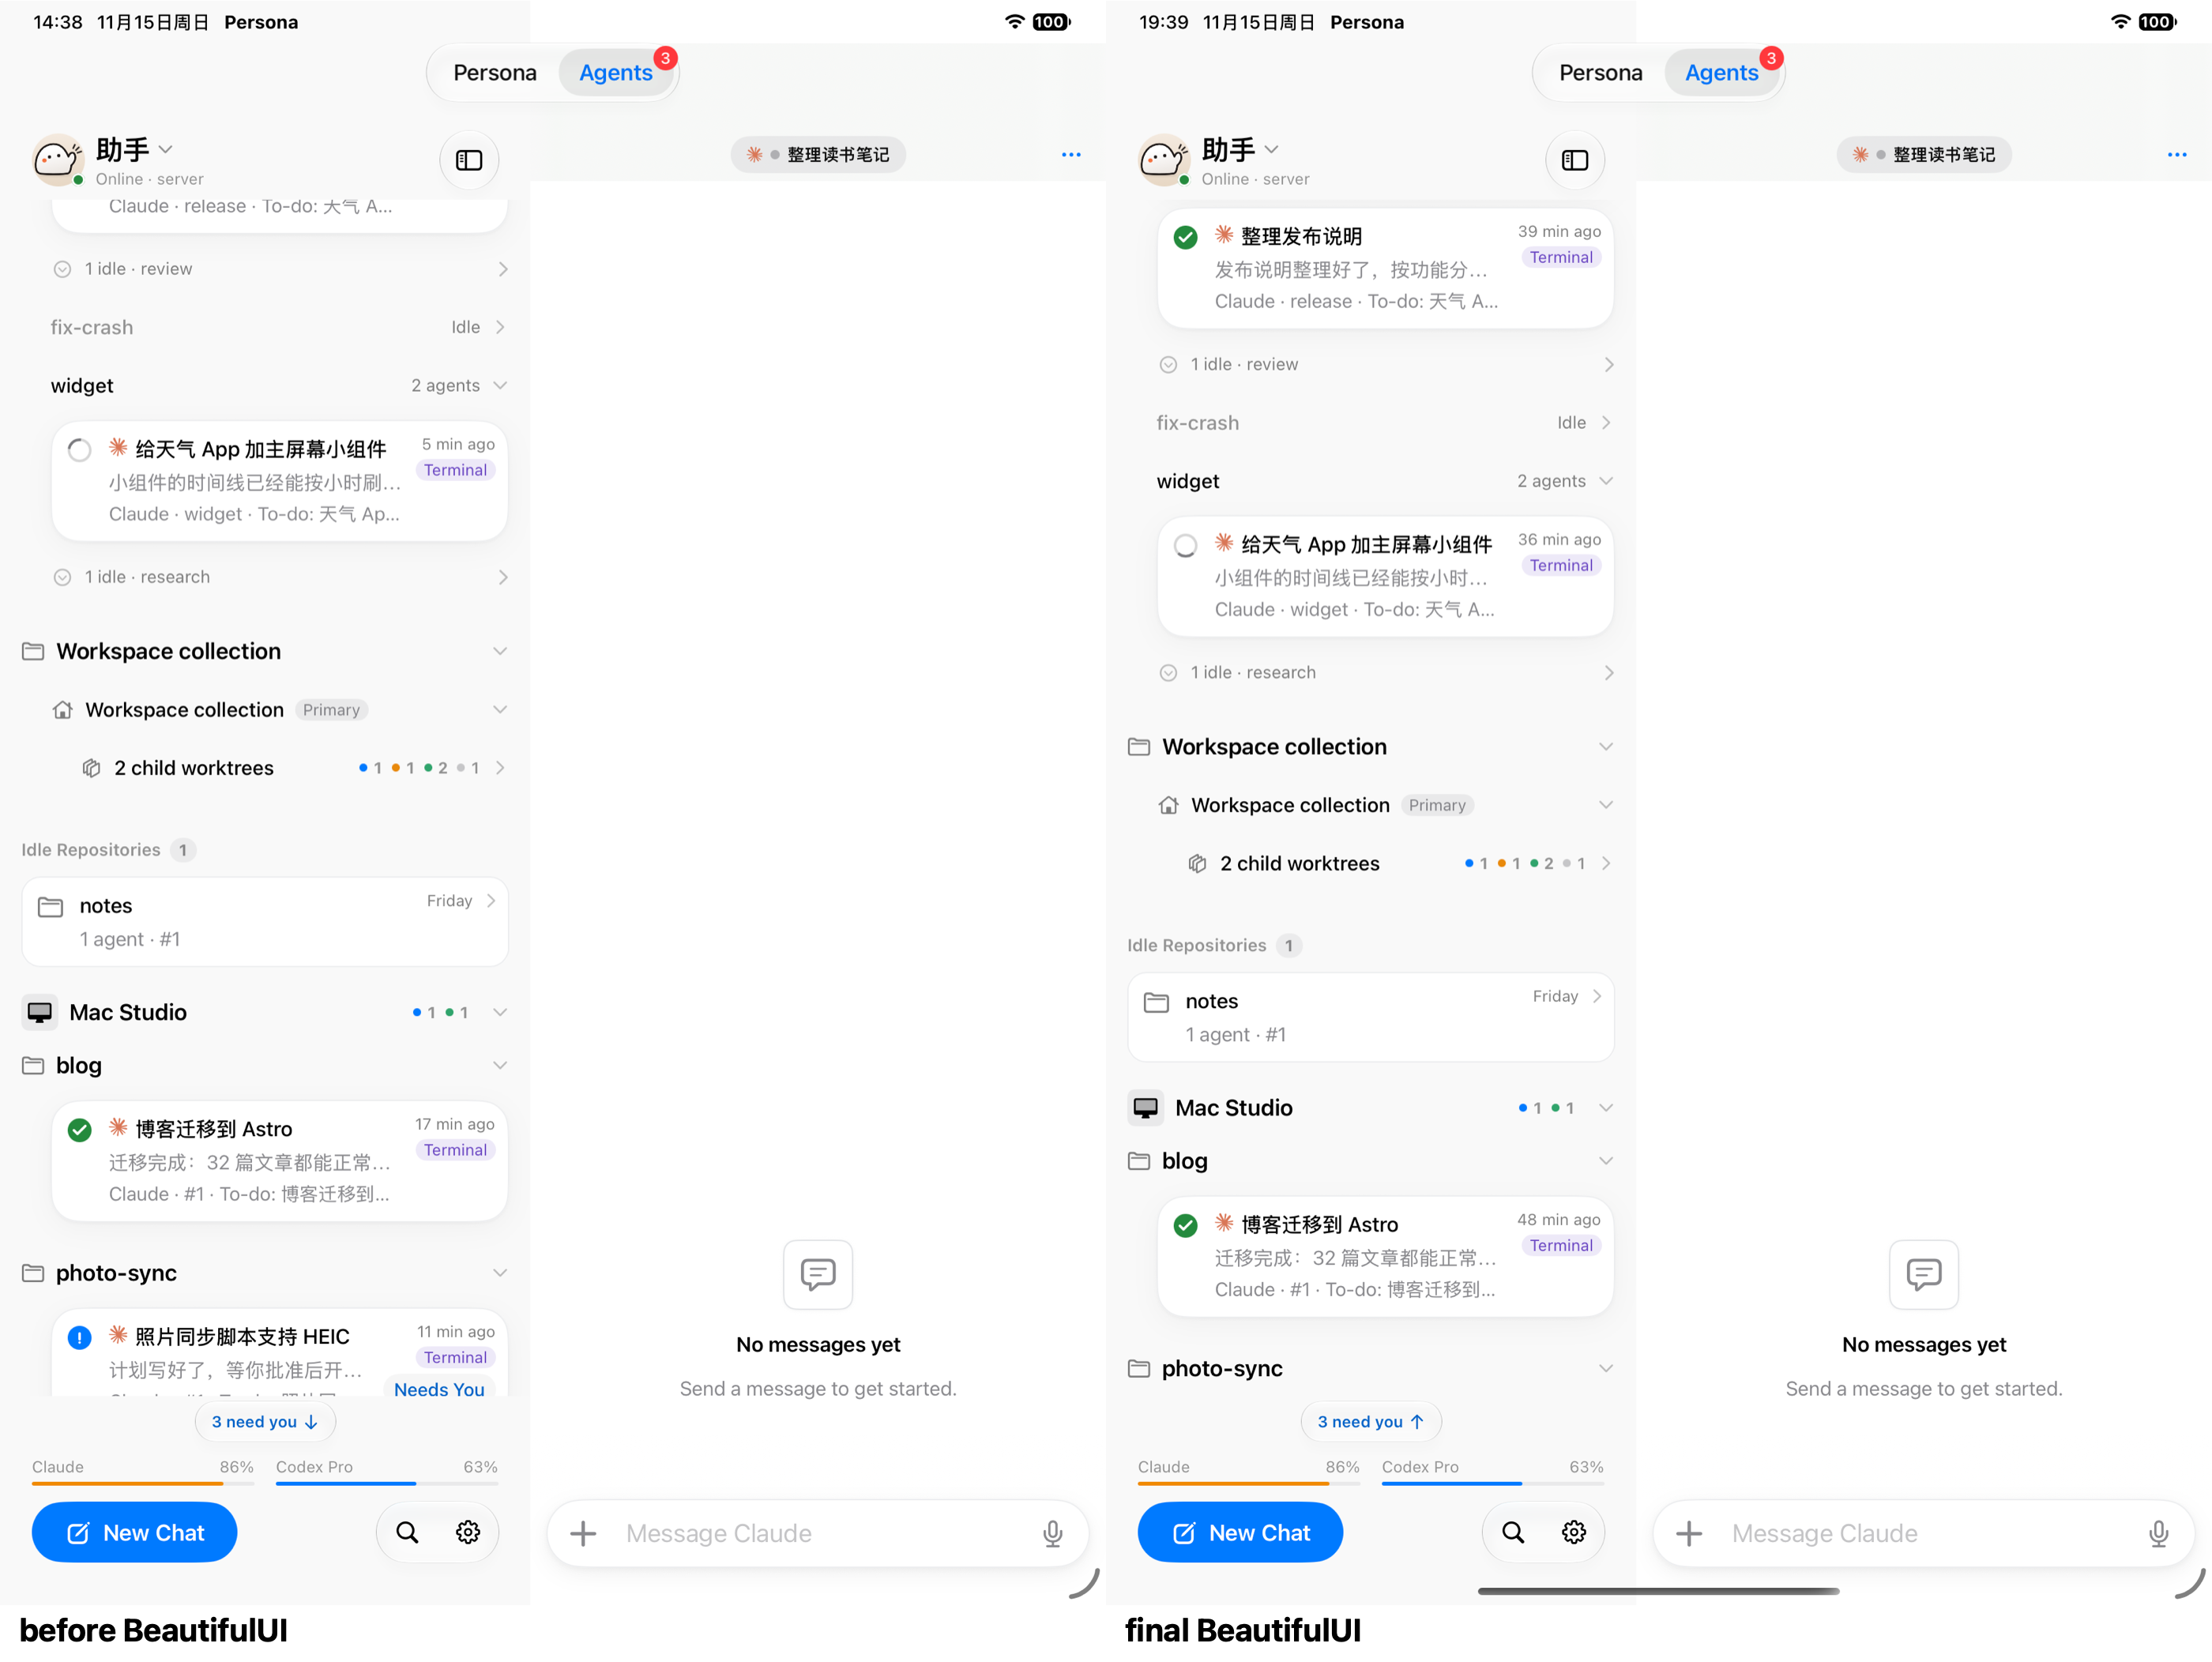 14:38 11月15日周日 Persona
100
Persona
Agents
3
助手
Online · server
整理读书笔记
Claude · release · To-do: 天气 A...
1 idle · review
fix-crash
Idle
widget
2 agents
给天气 App 加主屏幕小组件
5 min ago
小组件的时间线已经能按小时刷...
Terminal
Claude · widget · To-do: 天气 Ap...
1 idle · research
Workspace collection
Workspace collection
Primary
2 child worktrees
1 1 2 1
Idle Repositories 1
notes
Friday
1 agent · #1
Mac Studio
1 1
blog
博客迁移到 Astro
17 min ago
迁移完成：32 篇文章都能正常...
Terminal
Claude · #1 · To-do: 博客迁移到...
photo-sync
照片同步脚本支持 HEIC
11 min ago
计划写好了，等你批准后开...
Terminal
Needs You
3 need you
Claude 86%
Codex Pro 63%
New Chat
No messages yet
Send a message to get started.
Message Claude
before BeautifulUI
19:39 11月15日周日 Persona
100
Persona
Agents
3
助手
Online · server
整理读书笔记
整理发布说明
39 min ago
发布说明整理好了，按功能分...
Terminal
Claude · release · To-do: 天气 A...
1 idle · review
fix-crash
Idle
widget
2 agents
给天气 App 加主屏幕小组件
36 min ago
小组件的时间线已经能按小时...
Terminal
Claude · widget · To-do: 天气 A...
1 idle · research
Workspace collection
Workspace collection
Primary
2 child worktrees
1 1 2 1
Idle Repositories 1
notes
Friday
1 agent · #1
Mac Studio
1 1
blog
博客迁移到 Astro
48 min ago
迁移完成：32 篇文章都能正常...
Terminal
Claude · #1 · To-do: 博客迁移到...
photo-sync
3 need you
Claude 86%
Codex Pro 63%
New Chat
No messages yet
Send a message to get started.
Message Claude
final BeautifulUI